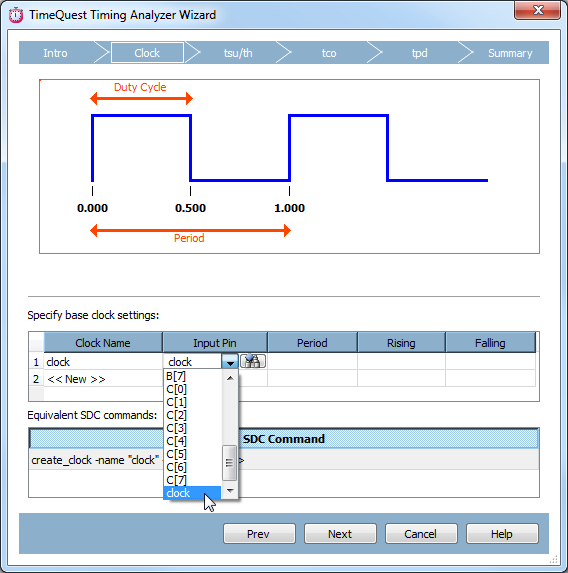 TimeQuest Timing Analyzer Wizard
Intro Clock tsu/th tco tpd Summary
Duty Cycle
0.000 0.500 1.000
Period
Specify base clock settings:
Clock Name Input Pin Period Rising Falling
1 clock clock
2 << New >>
B[7]
C[0]
C[1]
C[2]
C[3]
C[4]
C[5]
C[6]
C[7]
clock
Equivalent SDC commands:
SDC Command
create_clock -name "clock" >
Prev Next Cancel Help